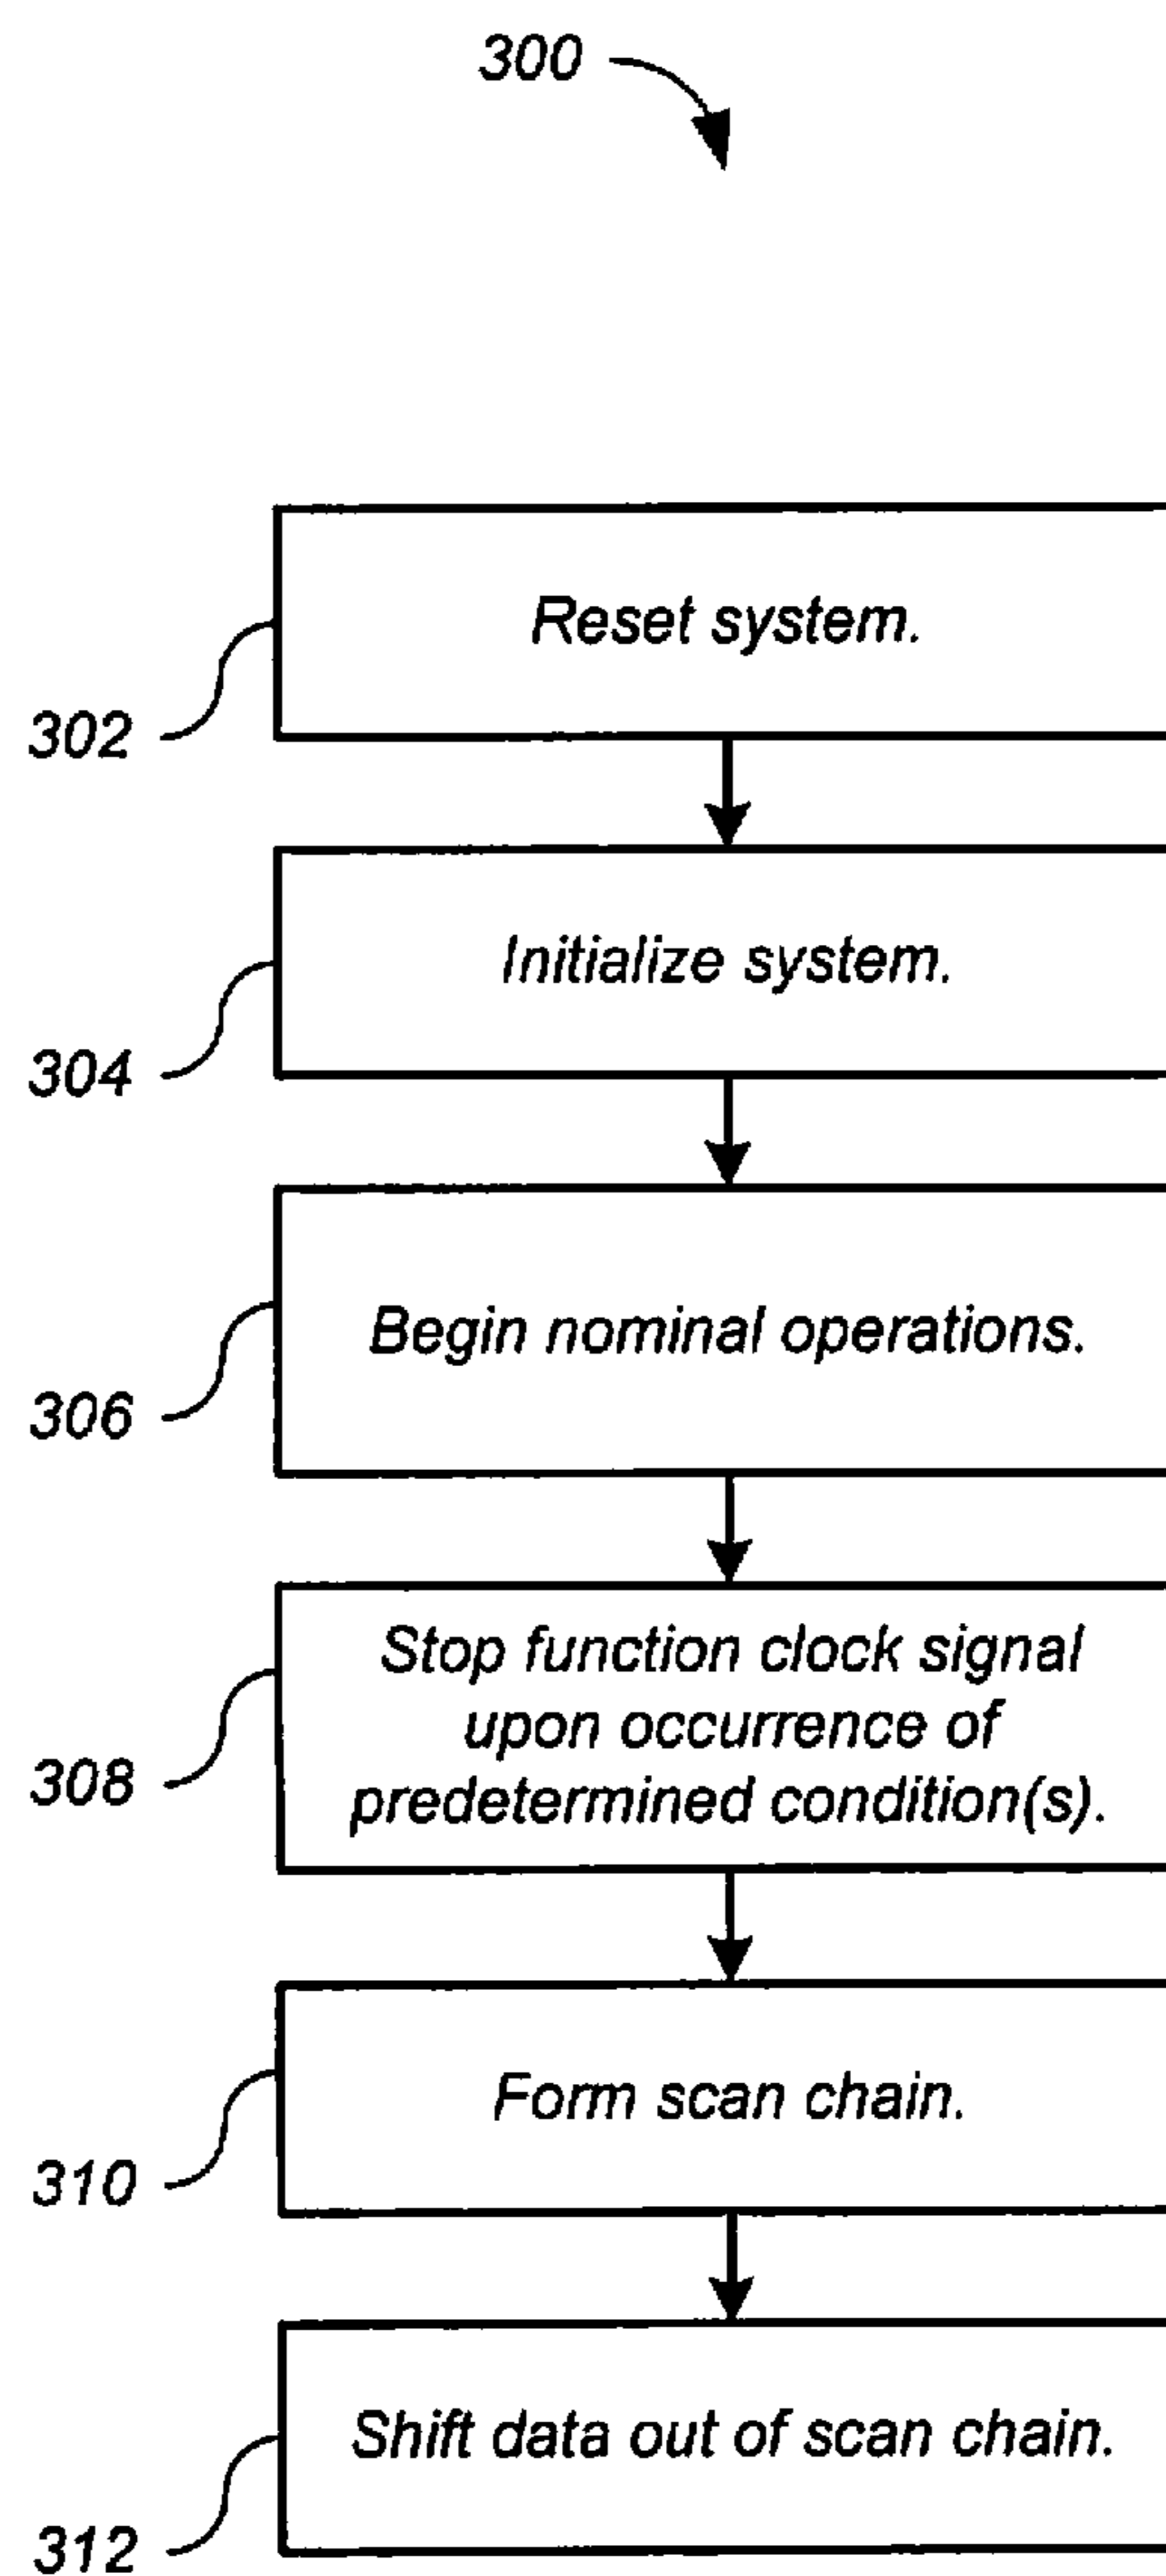 300
Reset system.
302
Initialize system.
304
Begin nominal operations.
306
Stop function clock signal
upon occurrence of
predetermined condition(s).
308
Form scan chain.
310
Shift data out of scan chain.
312